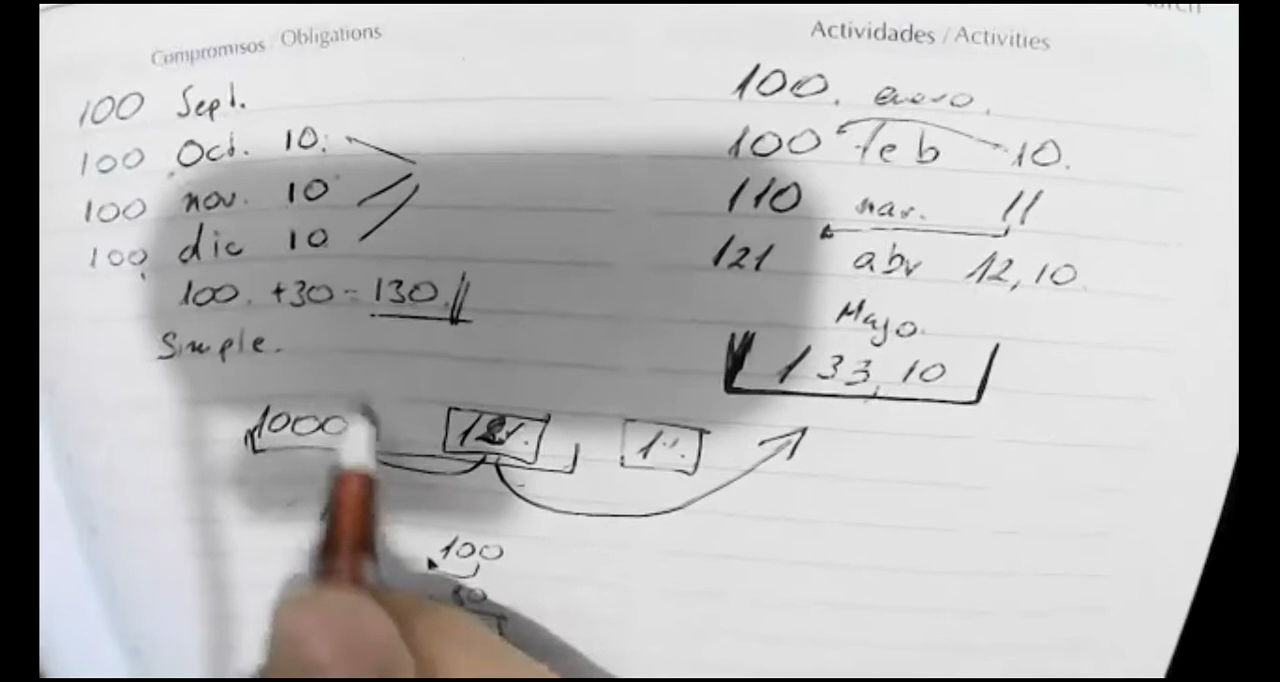 Compromisos / Obligations
100 Sept.
100 Oct. 10.
100 nov. 10
100 dic 10
100. +30 = 130.
Simple.
Actividades / Activities
100. enero.
100 Feb 10.
110 mar. 11
121 abr 12,10
Mayo.
133,10
1000 12%. 1%.
100